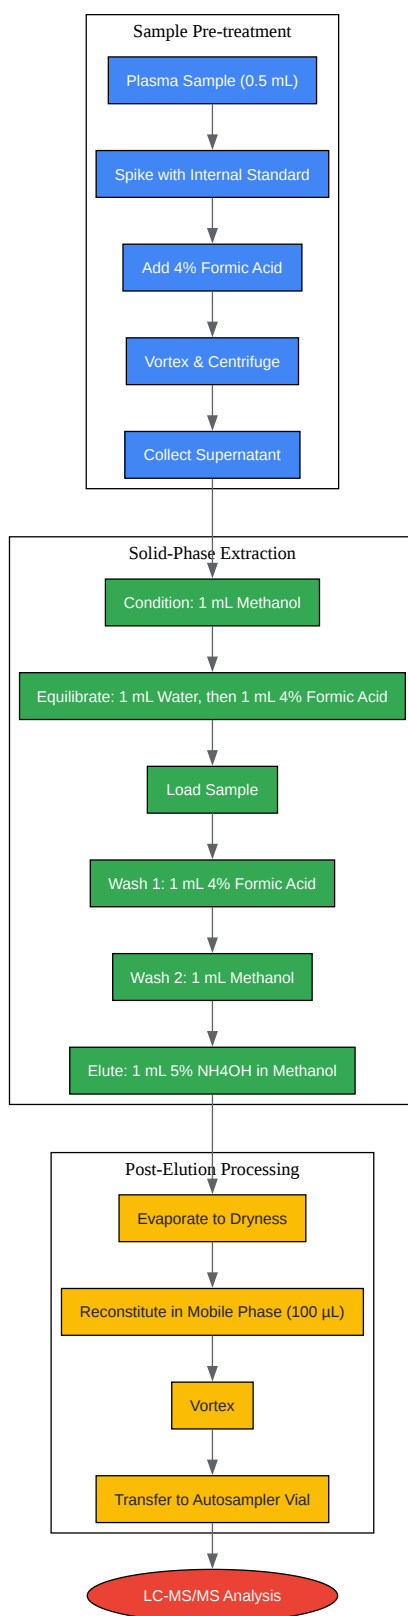 Sample Pre-treatment
Plasma Sample (0.5 mL)
Spike with Internal Standard
Add 4% Formic Acid
Vortex & Centrifuge
Collect Supernatant
Solid-Phase Extraction
Condition: 1 mL Methanol
Equilibrate: 1 mL Water, then 1 mL 4% Formic Acid
Load Sample
Wash 1: 1 mL 4% Formic Acid
Wash 2: 1 mL Methanol
Elute: 1 mL 5% NH4OH in Methanol
Post-Elution Processing
Evaporate to Dryness
Reconstitute in Mobile Phase (100 µL)
Vortex
Transfer to Autosampler Vial
LC-MS/MS Analysis